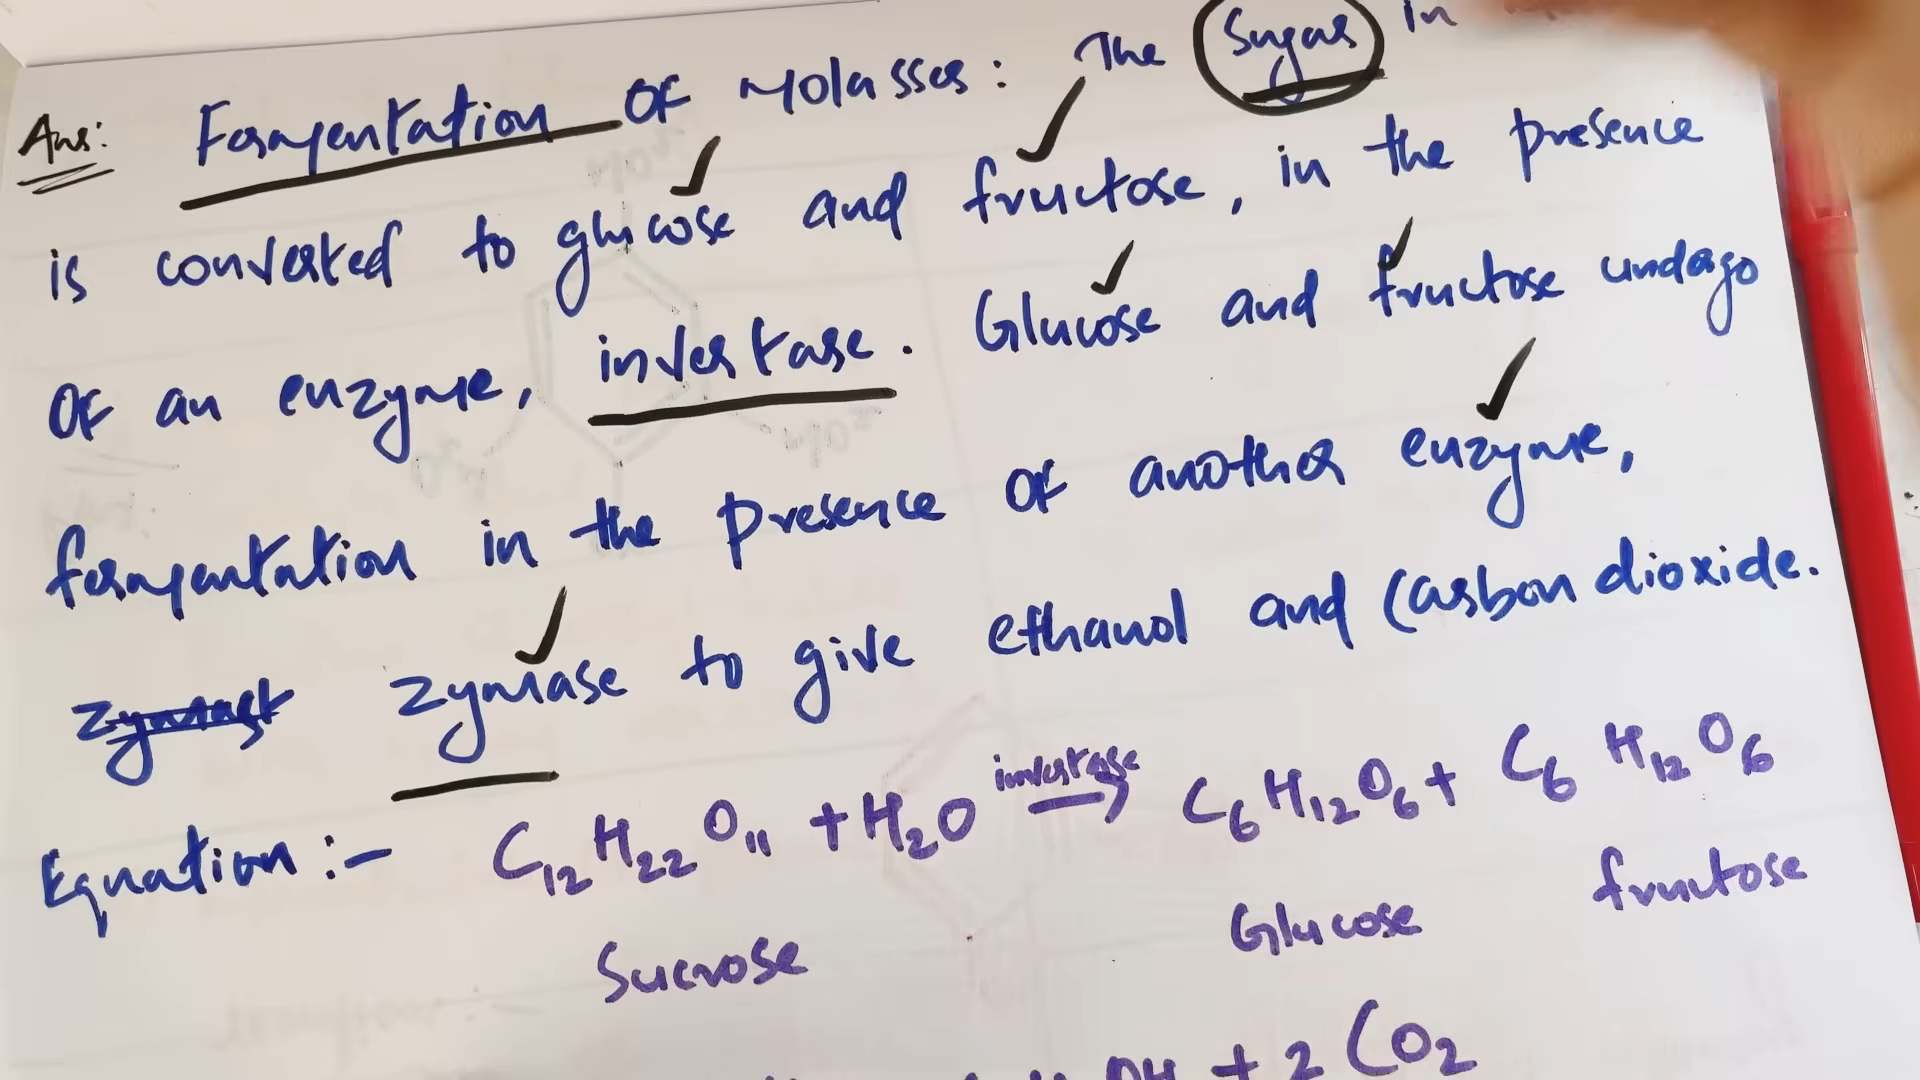 Ans: Fermentation of Molasses: The Sugar in
is converted to glucose and fructose, in the presence
of an enzyme, invertase. Glucose and fructose undergo
fermentation in the presence of another enzyme,
zymase to give ethanol and Carbon dioxide.
Equation :- C₁₂H₂₂O₁₁ + H₂O invertase → C₆H₁₂O₆ + C₆H₁₂O₆
Sucrose Glucose fructose
OH + 2 CO₂